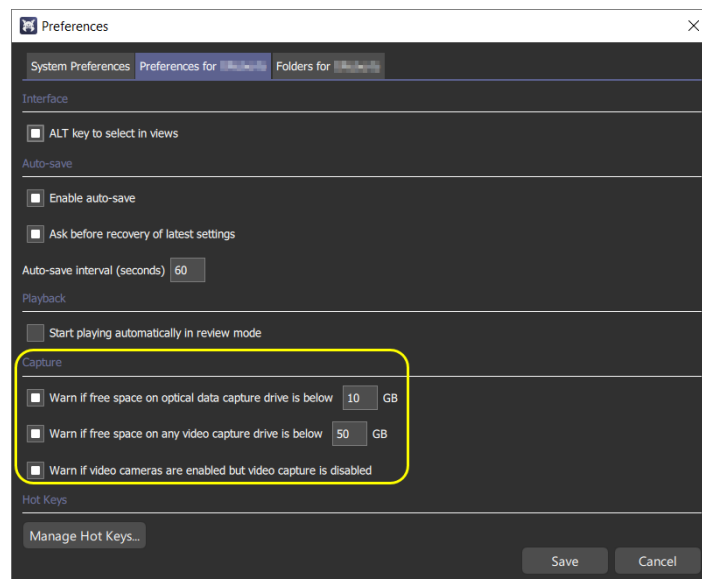 Preferences
System Preferences Preferences for Folders for
Interface
ALT key to select in views
Auto-save
Enable auto-save
Ask before recovery of latest settings
Auto-save interval (seconds) 60
Playback
Start playing automatically in review mode
Capture
Warn if free space on optical data capture drive is below 10 GB
Warn if free space on any video capture drive is below 50 GB
Warn if video cameras are enabled but video capture is disabled
Hot Keys
Manage Hot Keys...
Save Cancel